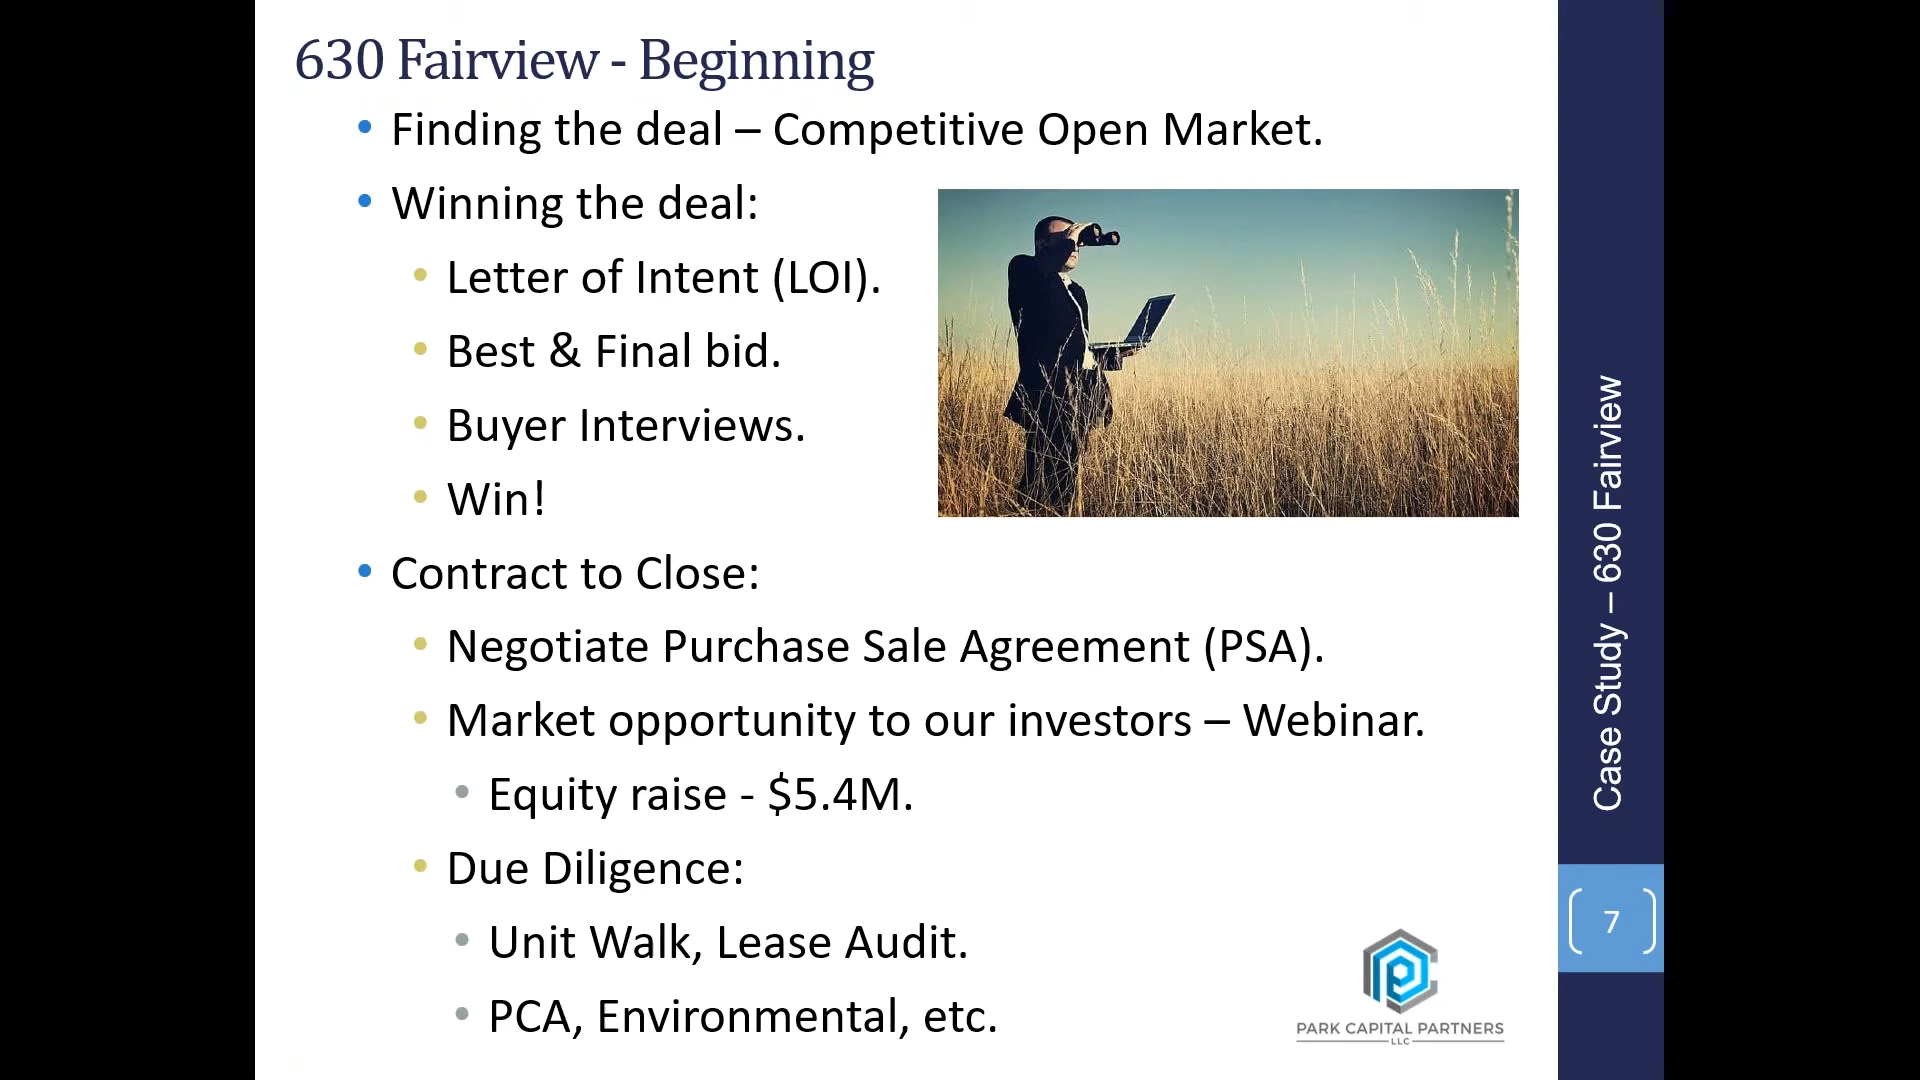 630 Fairview - Beginning
• Finding the deal – Competitive Open Market.
• Winning the deal:
• Letter of Intent (LOI).
• Best & Final bid.
• Buyer Interviews.
• Win!
• Contract to Close:
• Negotiate Purchase Sale Agreement (PSA).
• Market opportunity to our investors – Webinar.
• Equity raise - $5.4M.
• Due Diligence:
• Unit Walk, Lease Audit.
• PCA, Environmental, etc.
Case Study – 630 Fairview
7
PARK CAPITAL PARTNERS
LLC